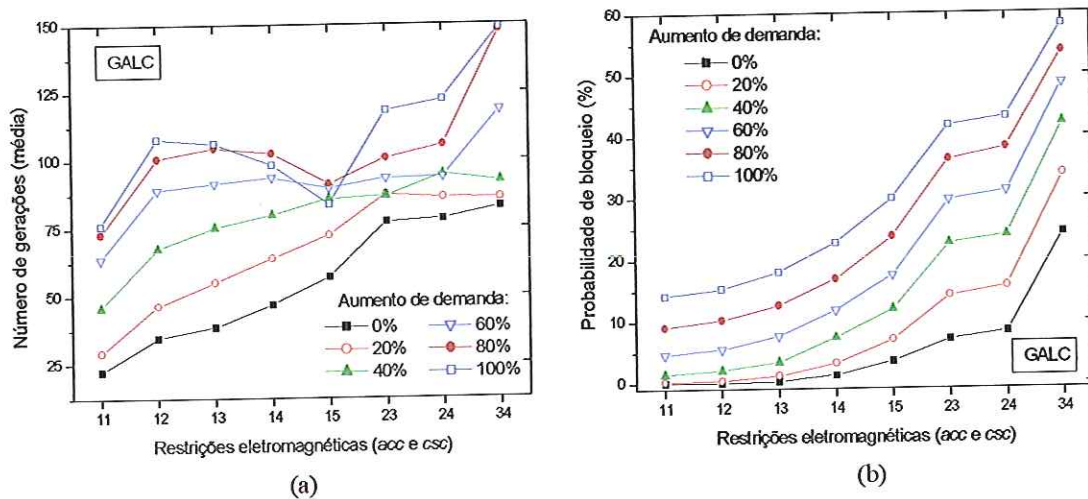 150
125
100
75
50
25
Número de gerações (média)
GALC
Aumento de demanda:
0%
20%
40%
60%
80%
100%
11 12 13 14 15 23 24 34
Restrições eletromagnéticas (acc e csc)
(a)
60
50
40
30
20
10
0
Probabilidade de bloqueio (%)
Aumento de demanda:
0%
20%
40%
60%
80%
100%
GALC
11 12 13 14 15 23 24 34
Restrições eletromagnéticas (acc e csc)
(b)